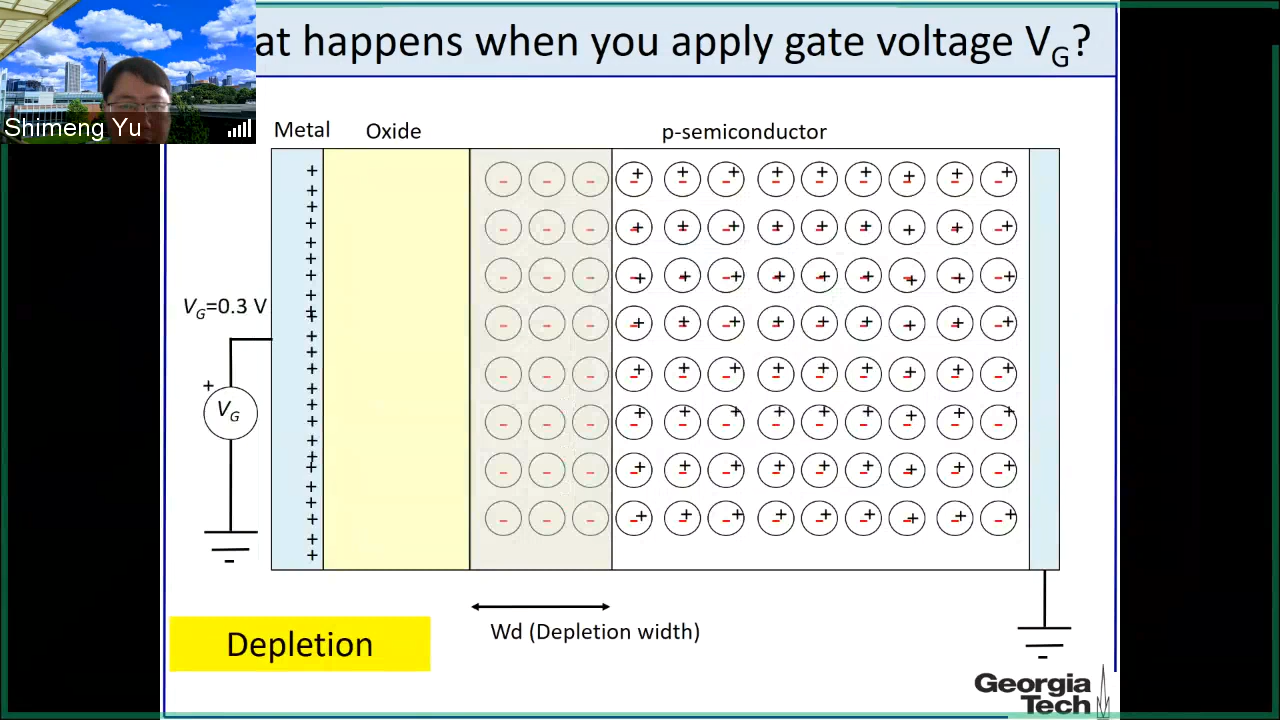 at happens when you apply gate voltage VG?
Shimeng Yu
Metal
Oxide
p-semiconductor
VG=0.3 V
+
VG
Wd (Depletion width)
Depletion
Georgia
Tech